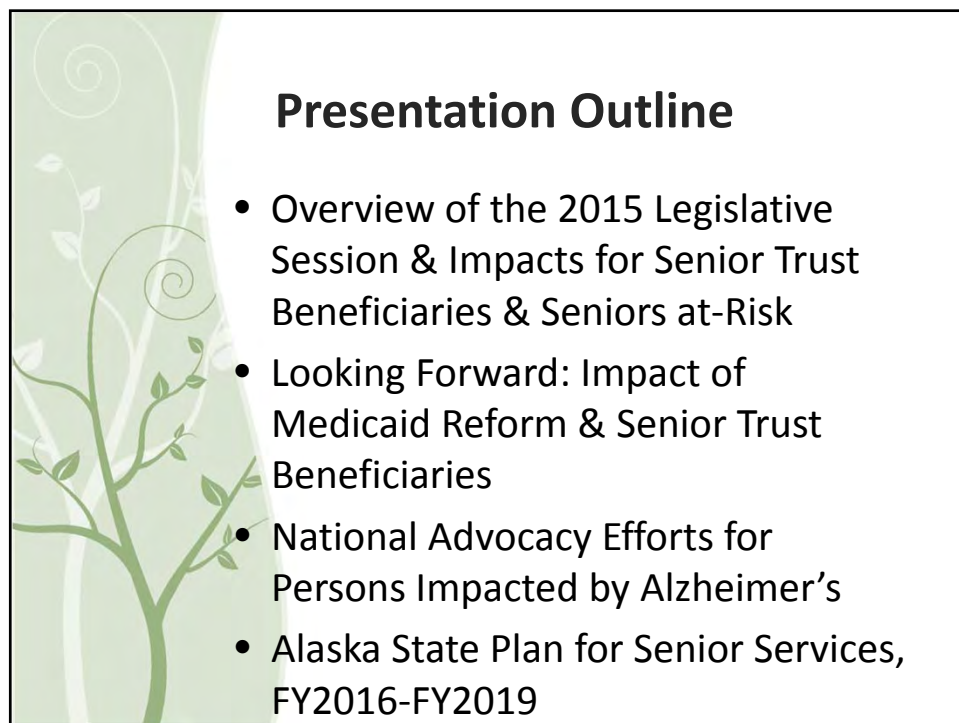 Presentation Outline
• Overview of the 2015 Legislative
Session & Impacts for Senior Trust
Beneficiaries & Seniors at-Risk
• Looking Forward: Impact of
Medicaid Reform & Senior Trust
Beneficiaries
• National Advocacy Efforts for
Persons Impacted by Alzheimer’s
• Alaska State Plan for Senior Services,
FY2016-FY2019